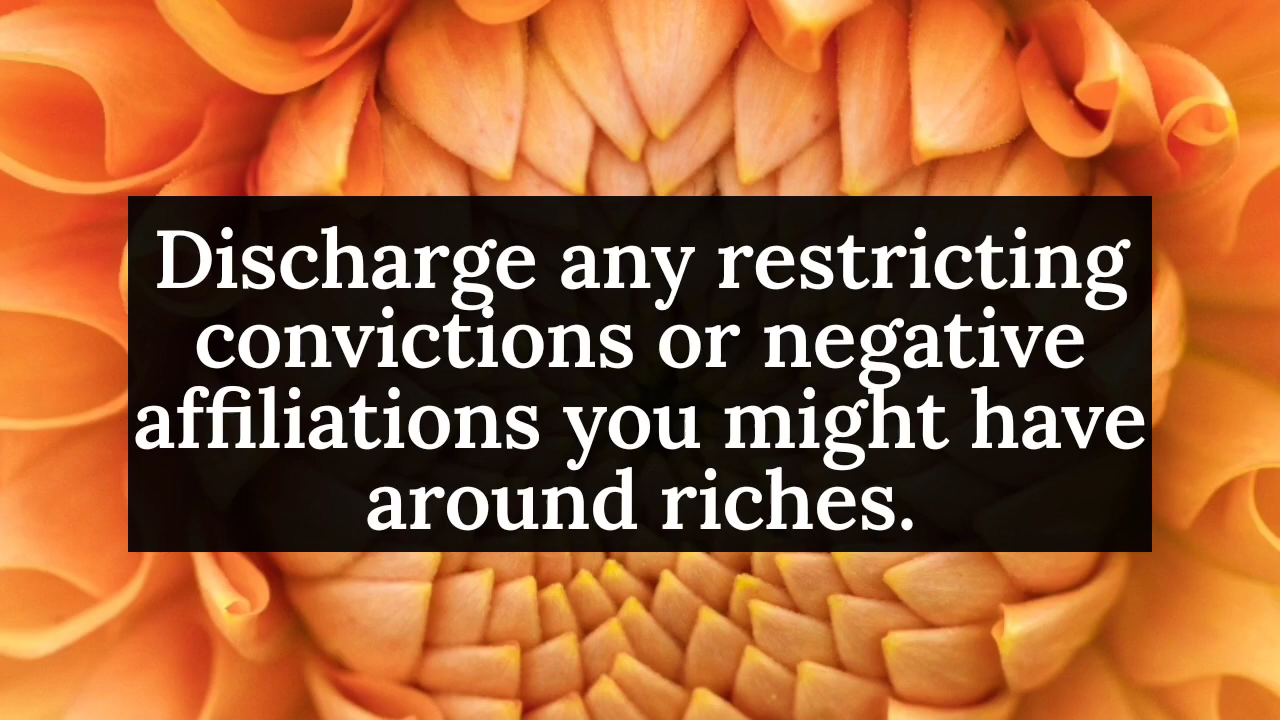 Discharge any restricting
convictions or negative
affiliations you might have
around riches.